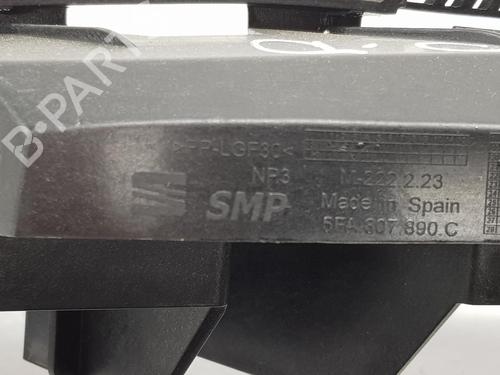 B-PARTS
>PP-LGF30<
NP3 M-222.2.23
SMP Made in Spain
5FA.807.890.C